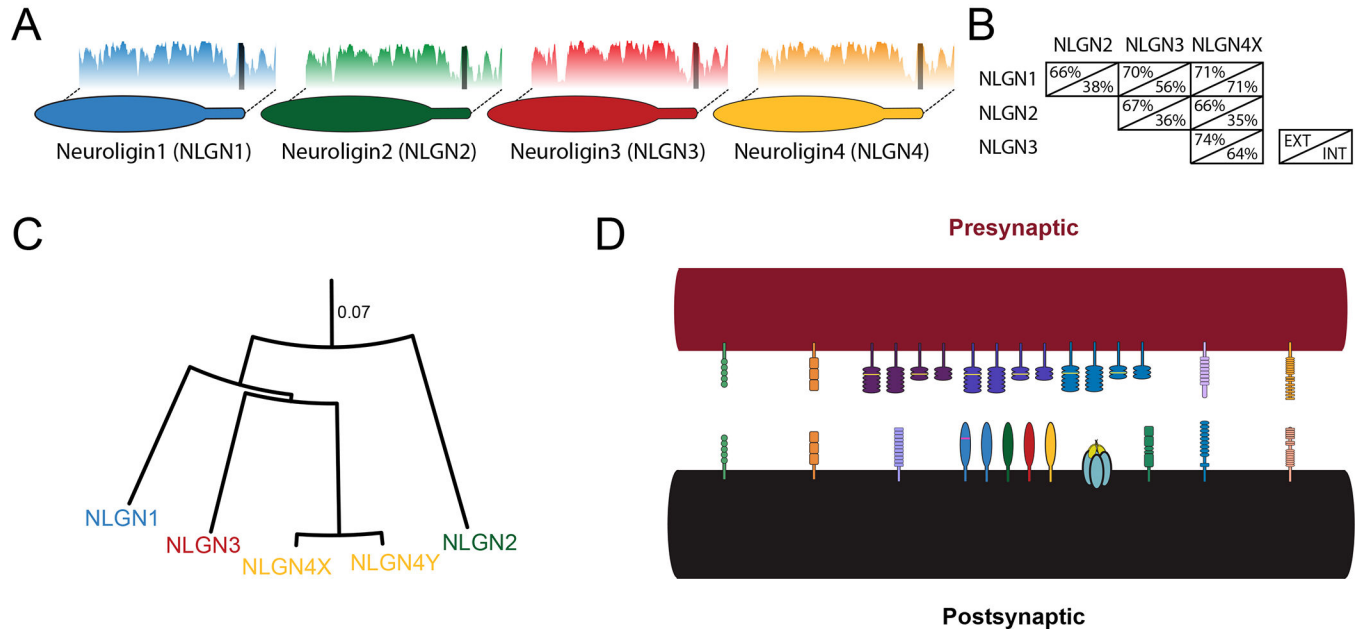 A
Neuroligin1 (NLGN1)
Neuroligin2 (NLGN2)
Neuroligin3 (NLGN3)
Neuroligin4 (NLGN4)
B
NLGN2 NLGN3 NLGN4X
NLGN1 66% 38% 70% 56% 71% 71%
NLGN2 67% 36% 66% 35%
NLGN3 74% 64%
EXT
INT
C
0.07
NLGN1
NLGN3
NLGN4X
NLGN4Y
NLGN2
D
Presynaptic
Postsynaptic